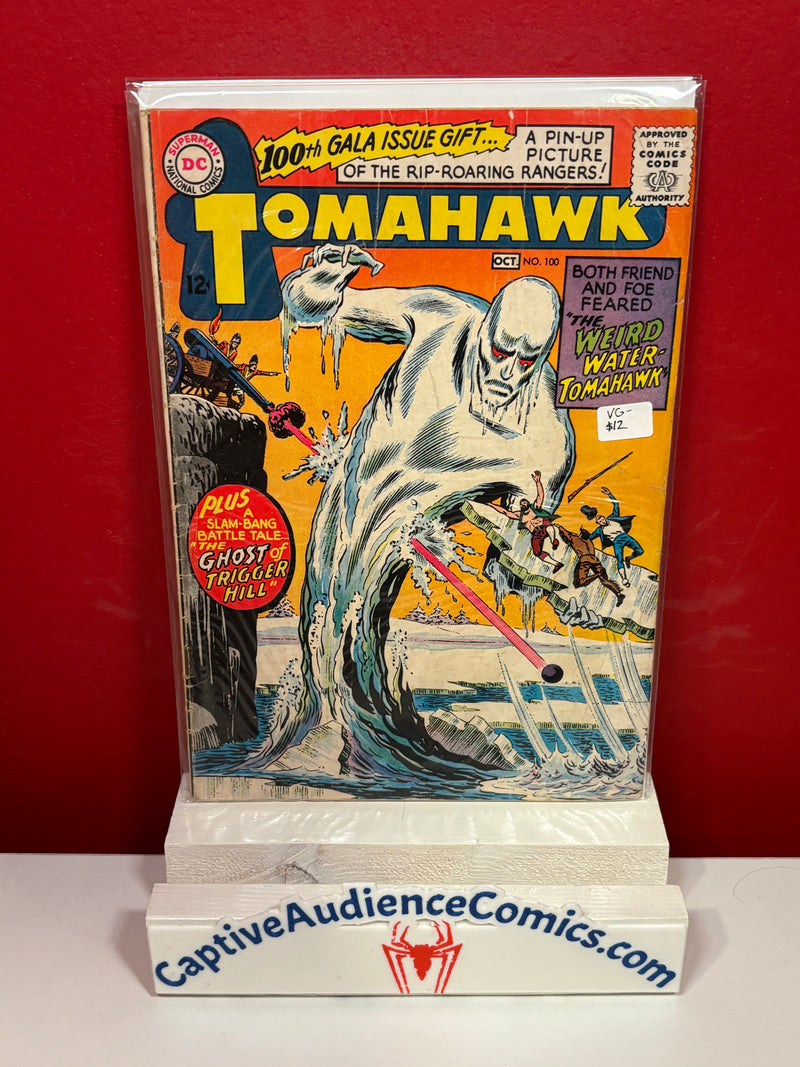 SUPERMAN
DC
NATIONAL COMICS
100th GALA ISSUE GIFT...
A PIN-UP
PICTURE
OF THE RIP-ROARING RANGERS!
APPROVED
BY THE
COMICS
CODE
CA
AUTHORITY
TOMAHAWK
12¢
OCT. NO. 100
BOTH FRIEND
AND FOE
FEARED
"THE
WEIRD
WATER-
TOMAHAWK"
VG-
$12
PLUS
A
SLAM-BANG
BATTLE TALE...
"THE
GHOST of
TRIGGER
HILL"
CaptiveAudienceComics.com